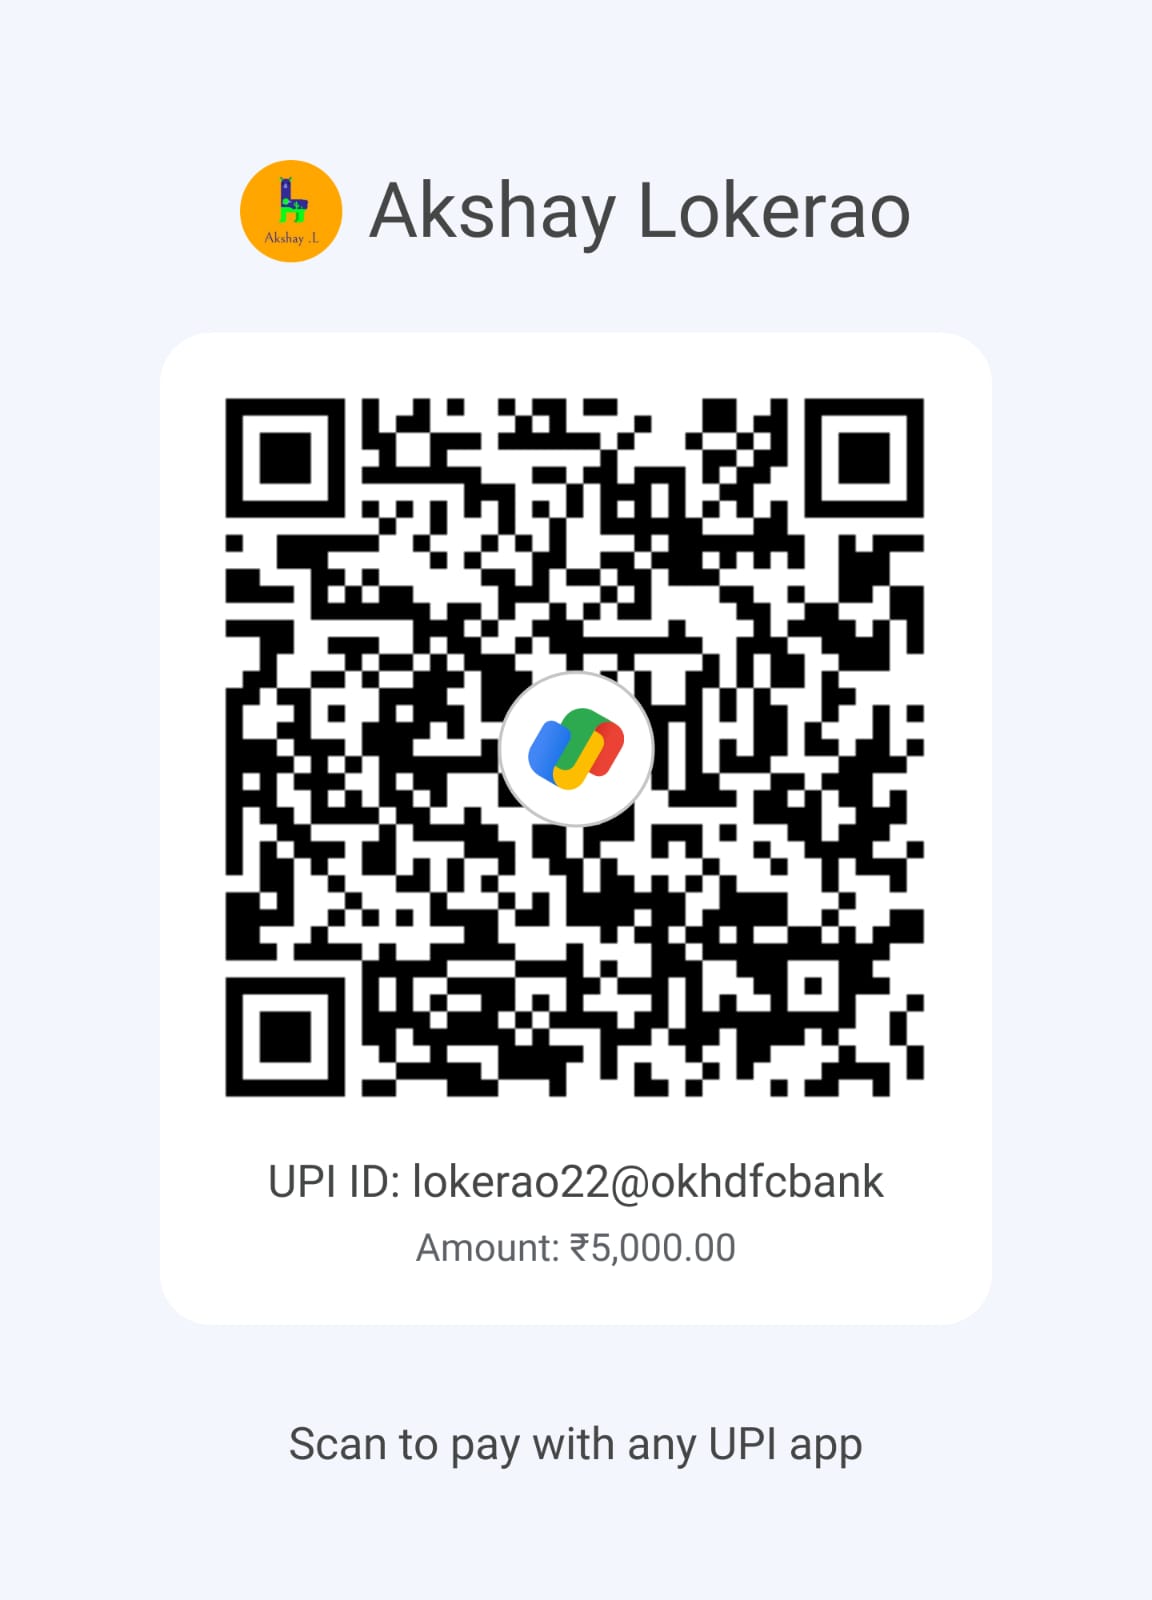 Akshay .L
Akshay Lokerao
UPI ID: lokerao22@okhdfcbank
Amount: ₹5,000.00
Scan to pay with any UPI app